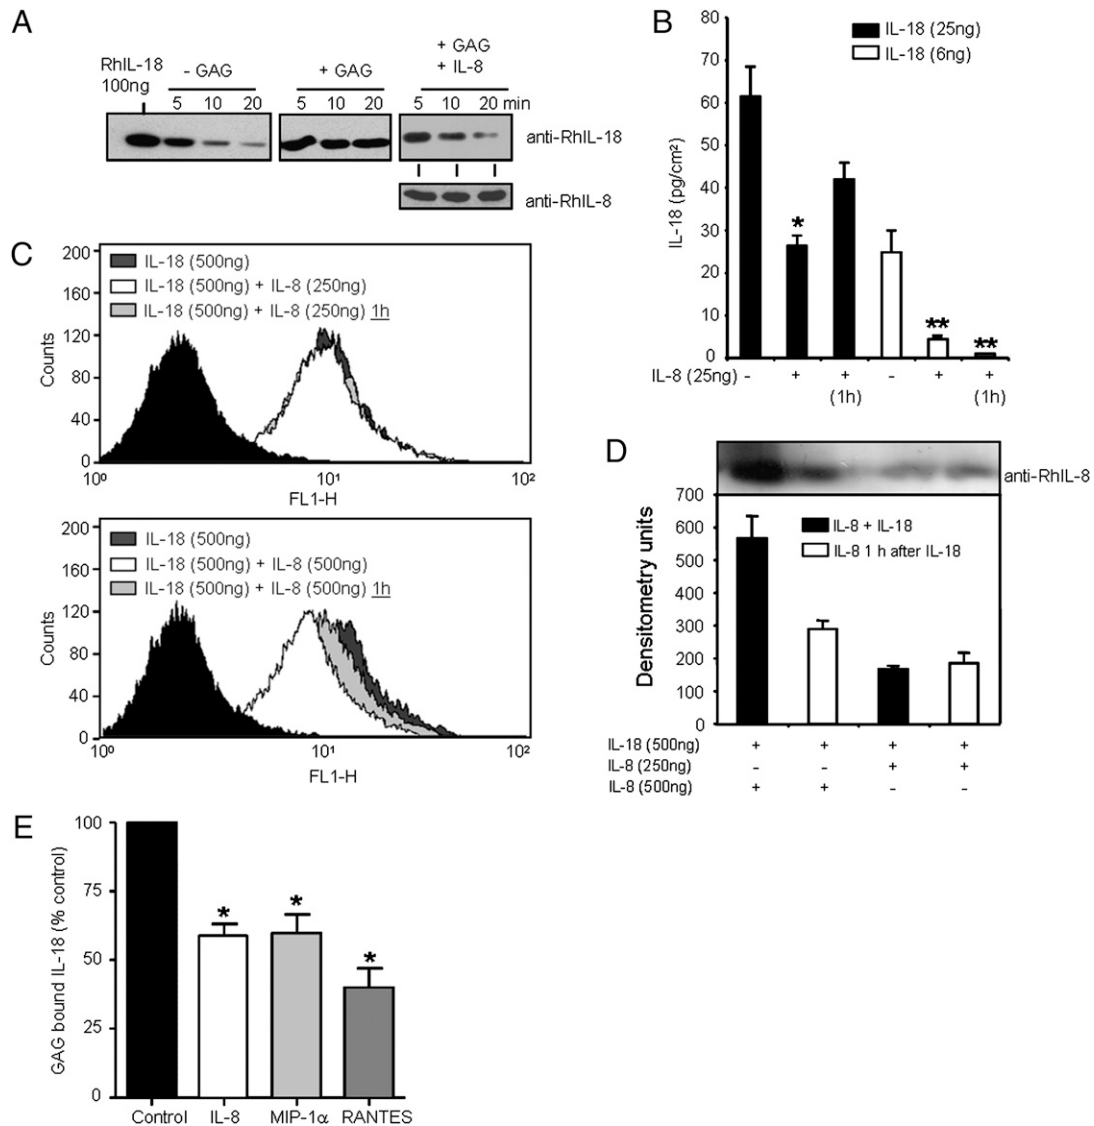 A
RhIL-18
100ng
- GAG
+ GAG
+ GAG
+ IL-8
5 10 20
5 10 20
5 10 20 min
anti-RhIL-18
anti-RhIL-8
B
80
70
60
50
40
30
20
10
0
IL-18 (pg/cm²)
IL-18 (25ng)
IL-18 (6ng)
*
**
**
IL-8 (25ng) - + + - + +
(1h) (1h)
C
200
160
120
80
40
0
Counts
IL-18 (500ng)
IL-18 (500ng) + IL-8 (250ng)
IL-18 (500ng) + IL-8 (250ng) 1h
10⁰ 10¹ 10²
FL1-H
200
160
120
80
40
0
Counts
IL-18 (500ng)
IL-18 (500ng) + IL-8 (500ng)
IL-18 (500ng) + IL-8 (500ng) 1h
10⁰ 10¹ 10²
FL1-H
D
anti-RhIL-8
700
600
500
400
300
200
100
0
Densitometry units
IL-8 + IL-18
IL-8 1 h after IL-18
IL-18 (500ng) + + + +
IL-8 (250ng) - - + +
IL-8 (500ng) + + - -
E
100
75
50
25
0
GAG bound IL-18 (% control)
*
*
*
Control IL-8 MIP-1α RANTES